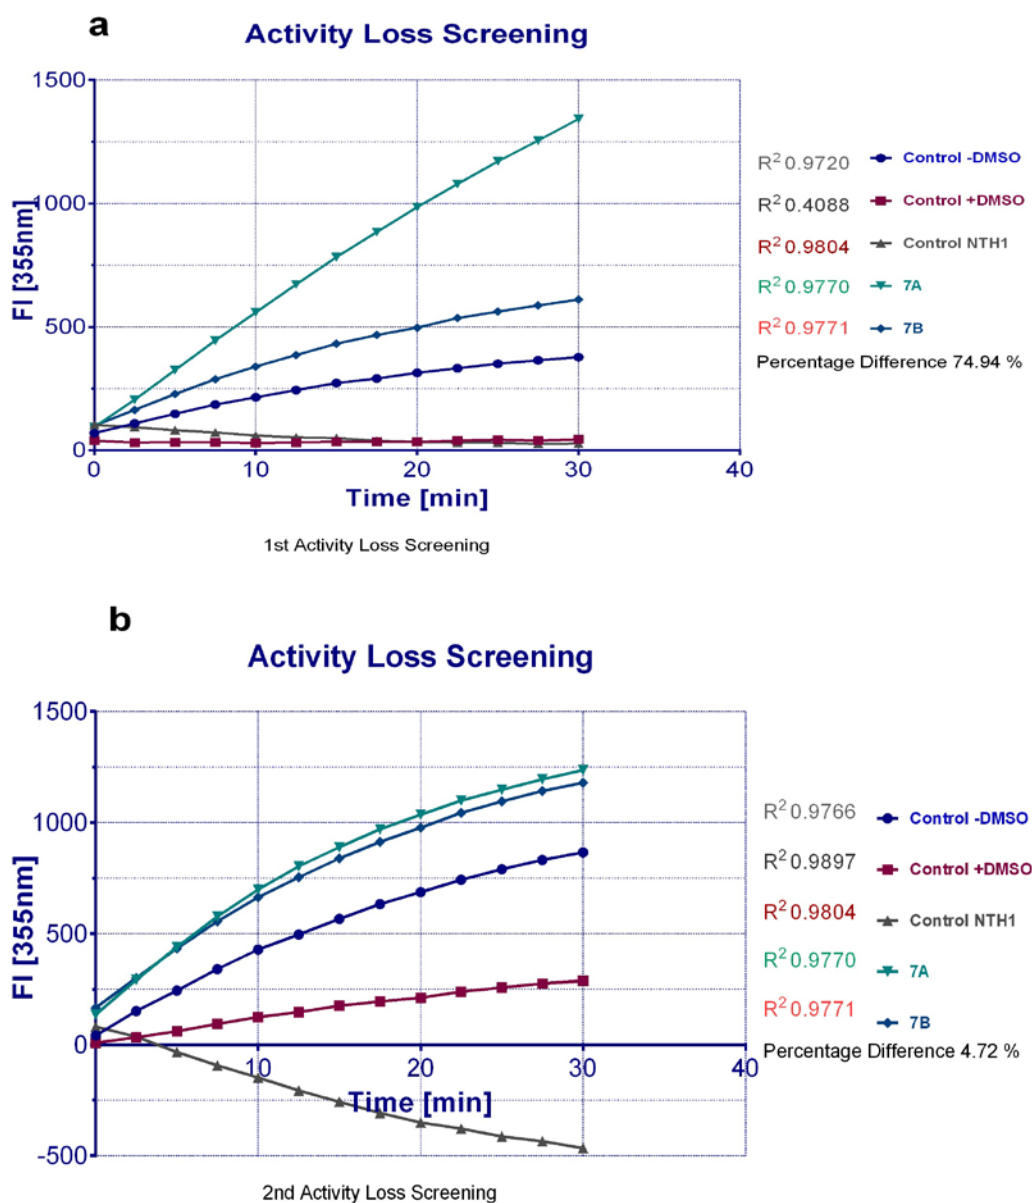 a
Activity Loss Screening
1500
1000
500
0
0 10 20 30 40
FI [355nm]
Time [min]
R² 0.9720 Control -DMSO
R² 0.4088 Control +DMSO
R² 0.9804 Control NTH1
R² 0.9770 7A
R² 0.9771 7B
Percentage Difference 74.94 %
1st Activity Loss Screening
b
Activity Loss Screening
1500
1000
500
0
-500
10 20 30 40
FI [355nm]
Time [min]
R² 0.9766 Control -DMSO
R² 0.9897 Control +DMSO
R² 0.9804 Control NTH1
R² 0.9770 7A
R² 0.9771 7B
Percentage Difference 4.72 %
2nd Activity Loss Screening